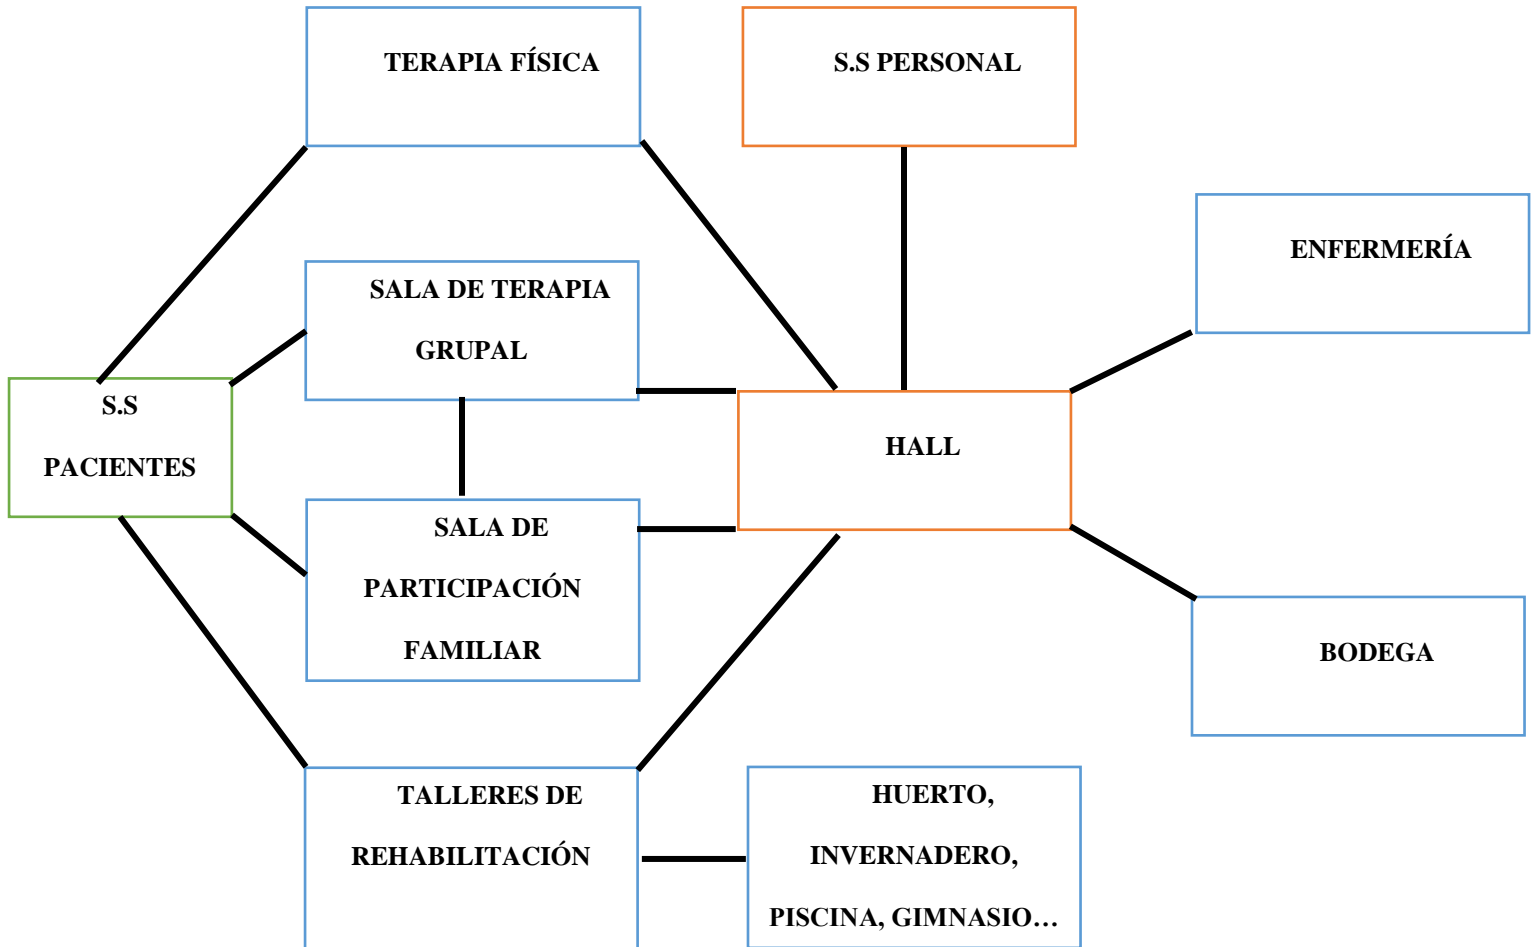 TERAPIA FÍSICA
S.S PERSONAL
ENFERMERÍA
SALA DE TERAPIA
GRUPAL
S.S
PACIENTES
HALL
SALA DE
PARTICIPACIÓN
FAMILIAR
BODEGA
TALLERES DE
REHABILITACIÓN
HUERTO,
INVERNADERO,
PISCINA, GIMNASIO…